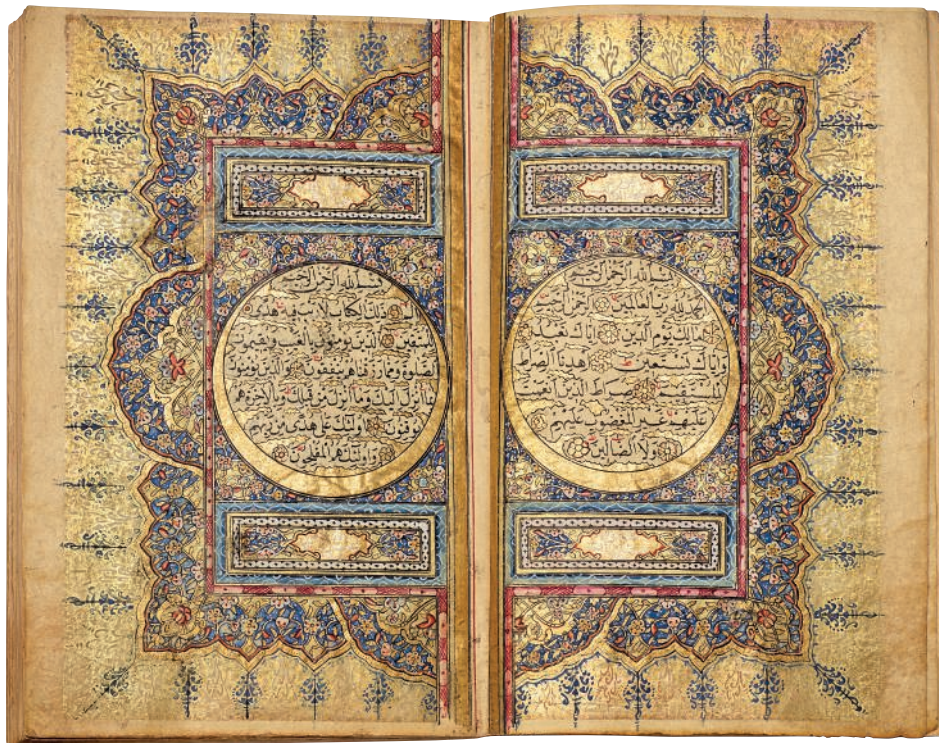 بسم الله الرحمن الرحيم
الحمد لله رب العالمين الرحمن الرحيم
مالك يوم الدين اياك نعبد
واياك نستعين اهدنا الصراط
المستقيم صراط الذين انعمت
عليهم غير المغضوب عليهم
ولا الضالين
بسم الله الرحمن الرحيم
الم ذلك الكتاب لا ريب فيه هدى
للمتقين الذين يؤمنون بالغيب ويقيمون
الصلوة ومما رزقناهم ينفقون والذين يؤمنون
بما انزل اليك وما انزل من قبلك وبالاخرة هم
يوقنون اولئك على هدى من ربهم
واولئك هم المفلحون